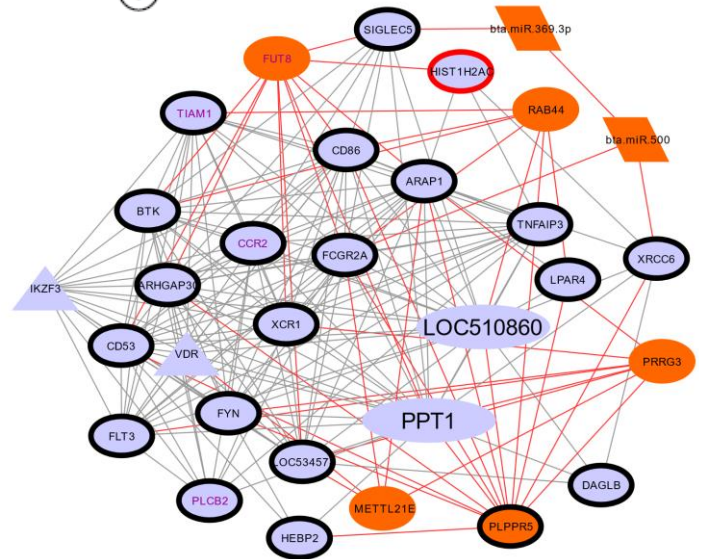 SIGLEC5
bta.miR.369.3p
FUT8
HIST1H2AC
RAB44
TIAM1
bta.miR.500
CD86
ARAP1
BTK
TNFAIP3
CCR2
FCGR2A
XRCC6
IKZF3
ARHGAP30
LPAR4
XCR1
LOC510860
CD53
VDR
PRRG3
FYN
PPT1
FLT3
LOC53457
DAGLB
PLCB2
METTL21E
PLPPR5
HEBP2